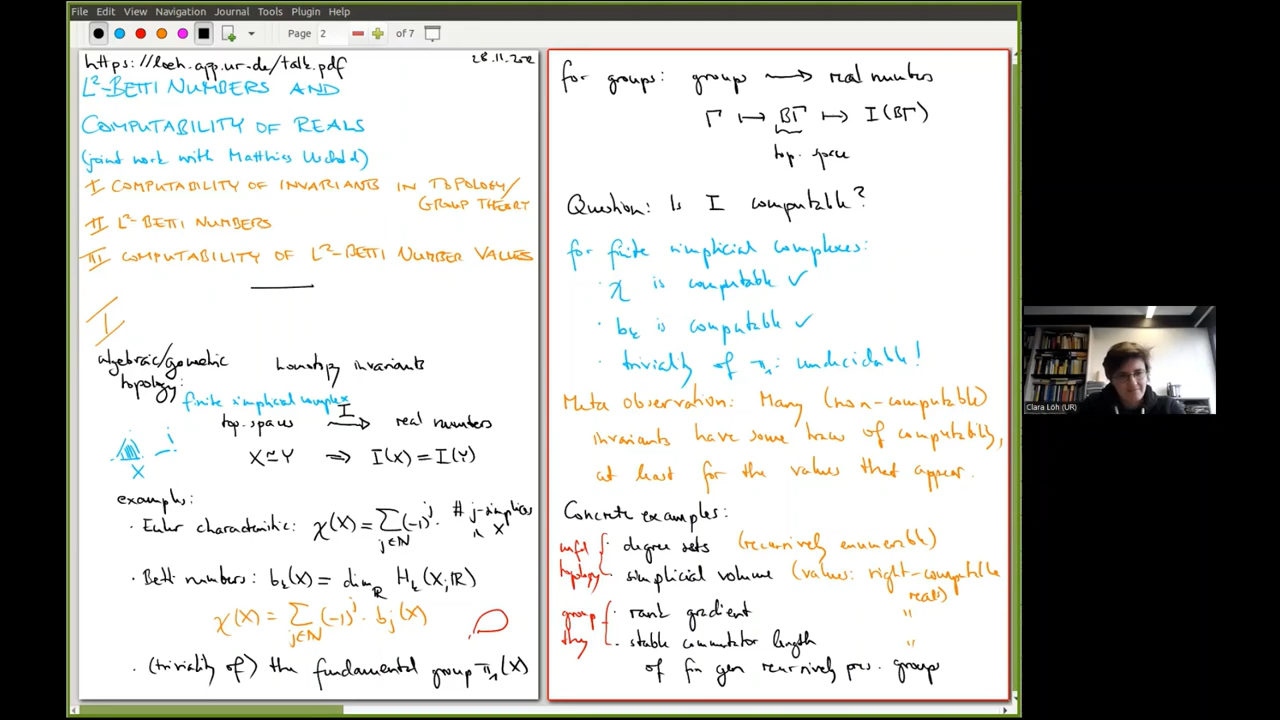 File Edit View Navigation Journal Tools Plugin Help
Page 2 of 7
https://loeh.app.ur.de/talk.pdf
L²-BETTI NUMBERS AND
COMPUTABILITY OF REALS
(joint work with Matthias Uschold)
I COMPUTABILITY OF INVARIANTS IN TOPOLOGY/
GROUP THEORY
II L²-BETTI NUMBERS
III COMPUTABILITY OF L²-BETTI NUMBER VALUES
I
algebraic/geometric topology:
homotopy invariants
finite simplicial complex
top. spaces ⟶ real numbers
I
X
X ≃ Y ⟹ I(X) = I(Y)
examples:
· Euler characteristic: χ(X) = ∑_{j∈ℕ} (-1)^j · # j-simplices in X
· Betti numbers: b_k(X) = dim_ℝ H_k(X; ℝ)
χ(X) = ∑_{j∈ℕ} (-1)^j · b_j(X)
· (triviality of) the fundamental group π₁(X)
for groups: groups ⟶ real numbers
Γ ⟼ BΓ ⟼ I(BΓ)
top. space
Question: Is I computable?
for finite simplicial complexes:
· χ is computable ✓
· b_k is computable ✓
· triviality of π₁: undecidable!
Meta observation: Many (non-computable)
invariants have some traces of computability,
at least for the values that appear.
Concrete examples:
mfd topology
· degree sets (recursively enumerable)
· simplicial volume (values: right-computable reals)
group
· rank gradient "
· stable commutator length "
of fin gen recursively pres. groups
Clara Löh (UR)